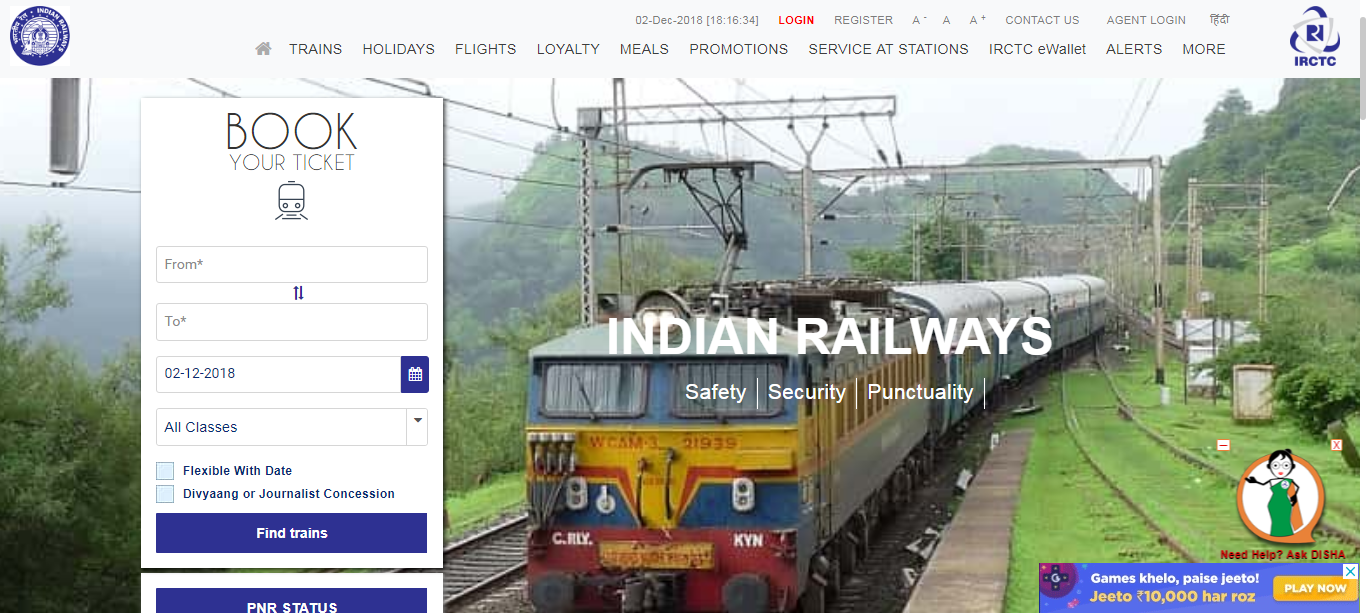 02-Dec-2018 [18:16:34] LOGIN REGISTER A - A A + CONTACT US AGENT LOGIN हिंदी
TRAINS HOLIDAYS FLIGHTS LOYALTY MEALS PROMOTIONS SERVICE AT STATIONS IRCTC eWallet ALERTS MORE
INDIAN RAILWAYS
IRCTC
BOOK
YOUR TICKET
From*
To*
02-12-2018
All Classes
Flexible With Date
Divyaang or Journalist Concession
Find trains
PNR STATUS
INDIAN RAILWAYS
Safety | Security | Punctuality |
WCAM-3 21939
C.RLY. KYN
Need Help? Ask DISHA
G
Games khelo, paise jeeto!
Jeeto ₹10,000 har roz
PLAY NOW